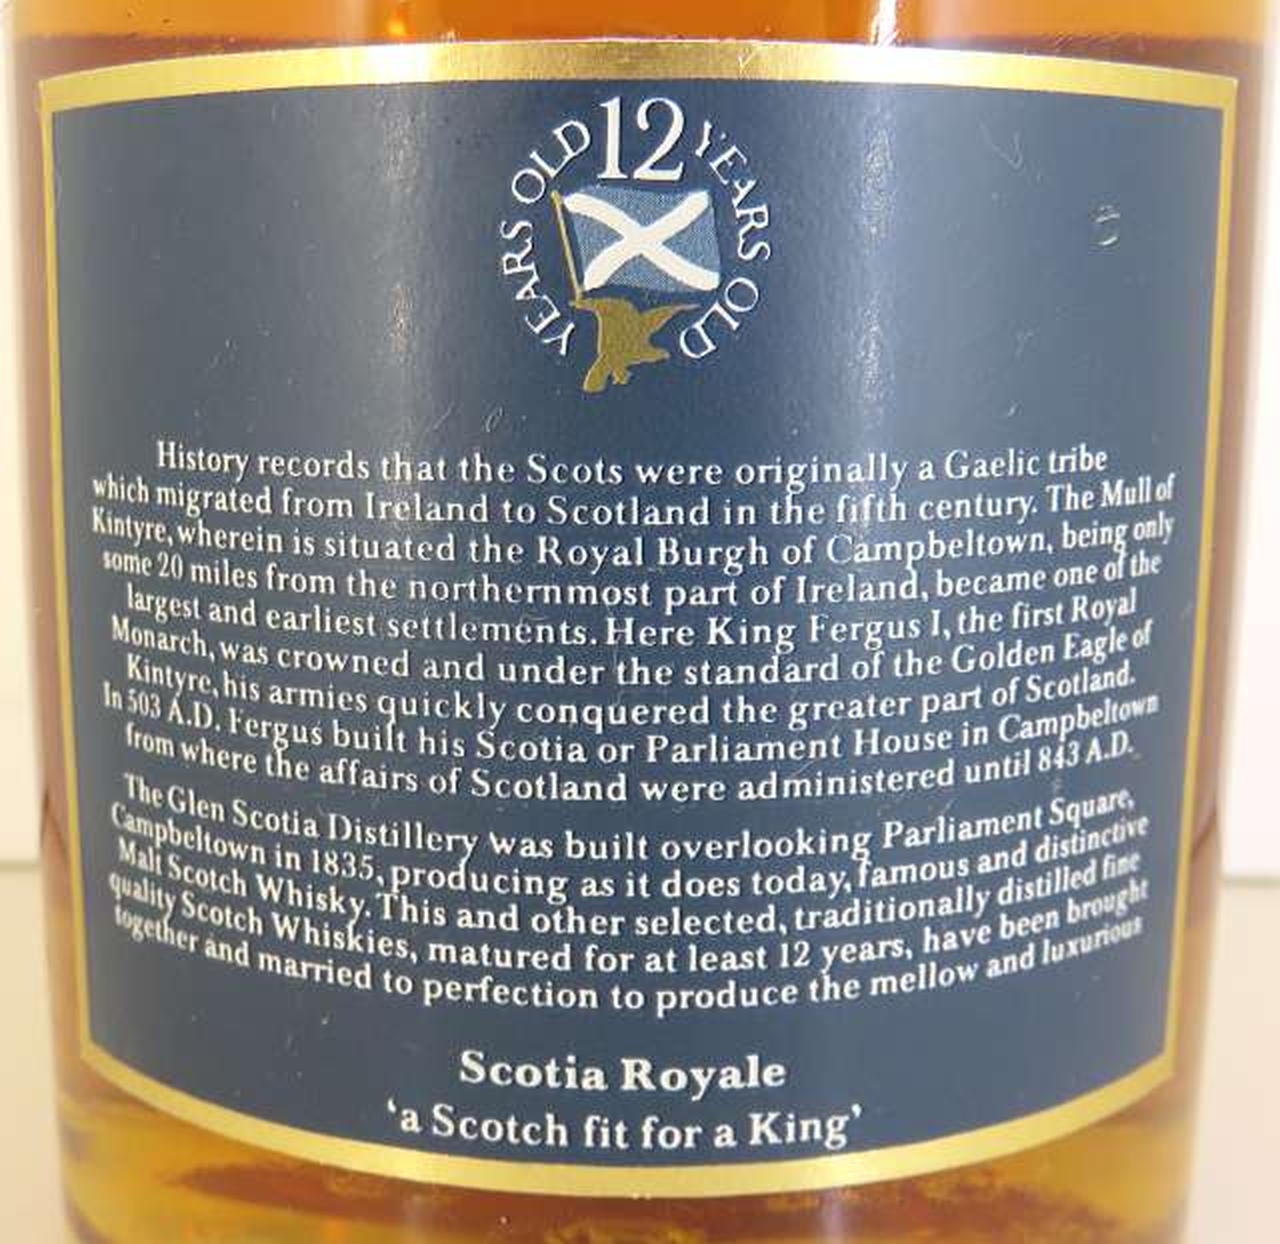 12
YEARS OLD YEARS OLD
History records that the Scots were originally a Gaelic tribe
which migrated from Ireland to Scotland in the fifth century. The Mull of
Kintyre, wherein is situated the Royal Burgh of Campbeltown, being only
some 20 miles from the northernmost part of Ireland, became one of the
largest and earliest settlements. Here King Fergus I, the first Royal
Monarch, was crowned and under the standard of the Golden Eagle of
Kintyre, his armies quickly conquered the greater part of Scotland.
In 503 A.D. Fergus built his Scotia or Parliament House in Campbeltown
from where the affairs of Scotland were administered until 843 A.D.
The Glen Scotia Distillery was built overlooking Parliament Square,
Campbeltown in 1835, producing as it does today, famous and distinctive
Malt Scotch Whisky. This and other selected, traditionally distilled fine
quality Scotch Whiskies, matured for at least 12 years, have been brought
together and married to perfection to produce the mellow and luxurious
Scotia Royale
‘a Scotch fit for a King’